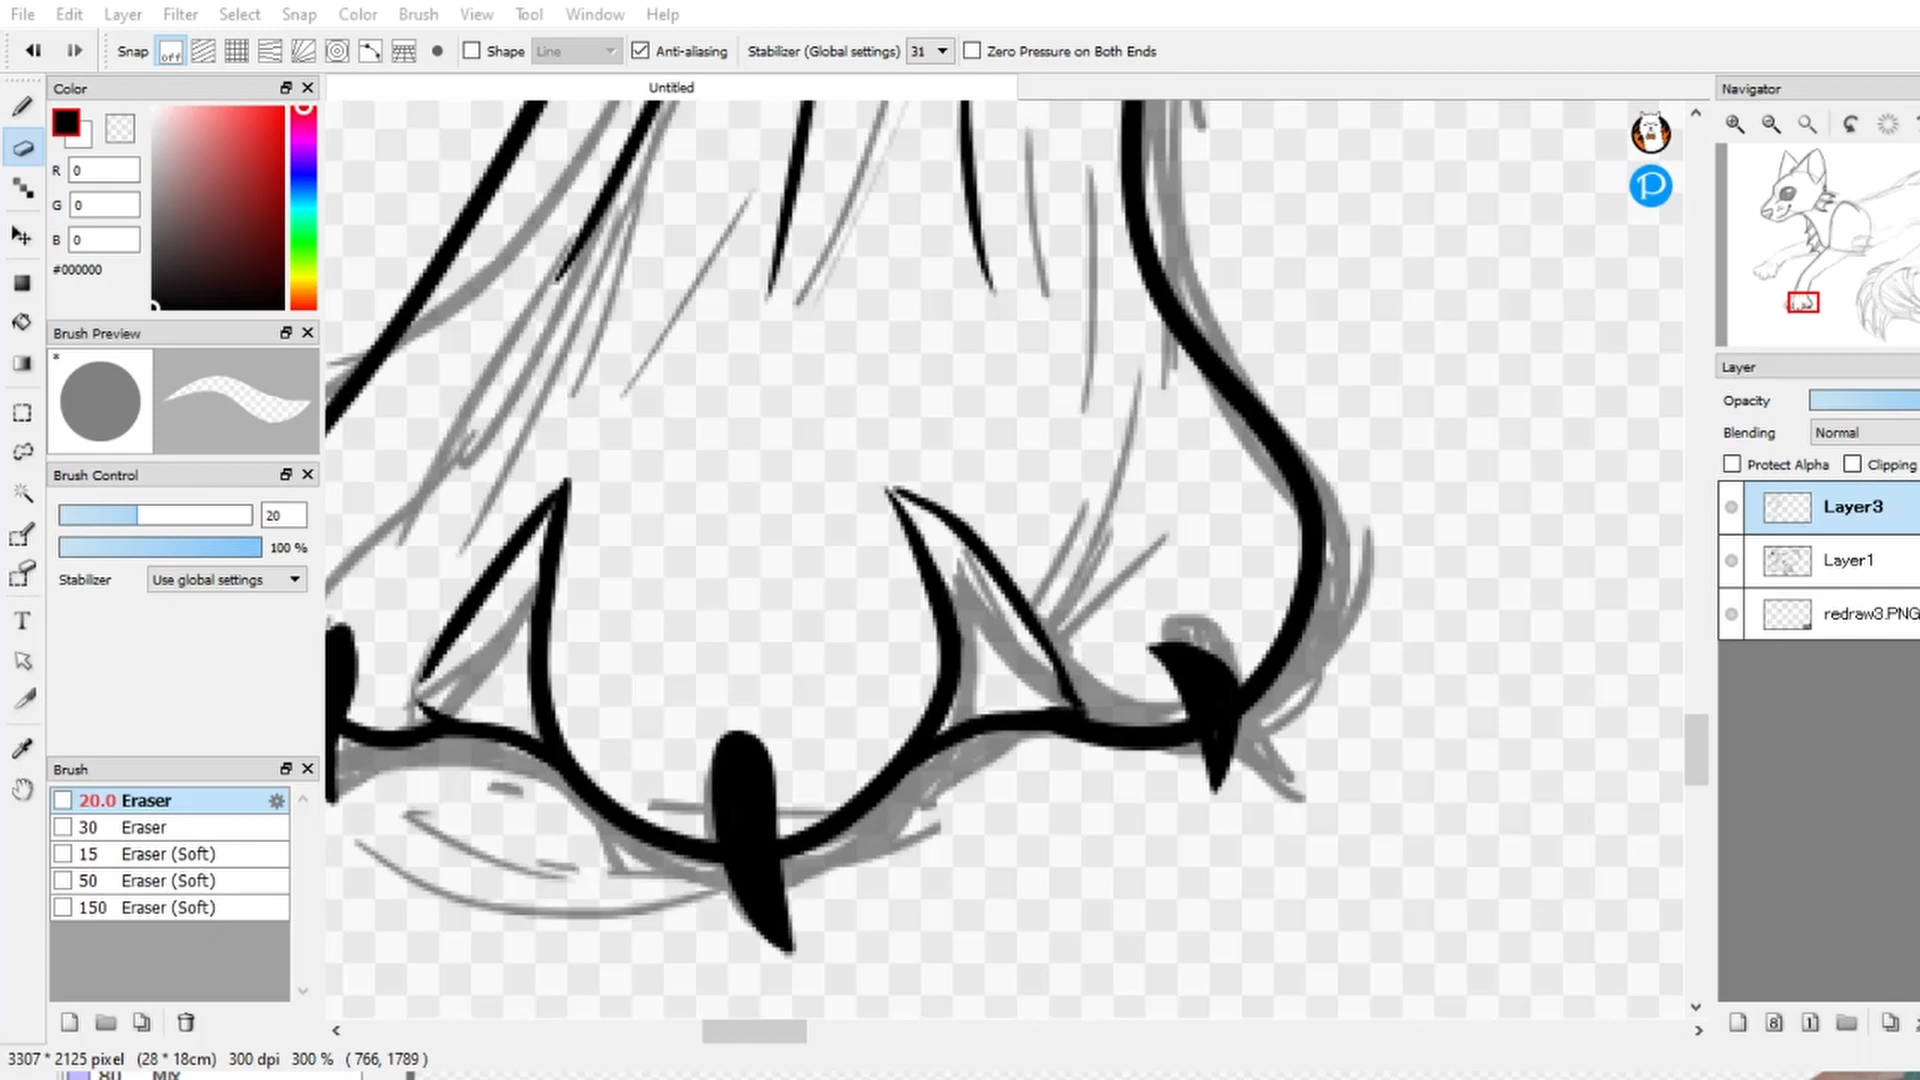 File Edit Layer Filter Select Snap Color Brush View Tool Window Help
Snap off Shape Line Anti-aliasing Stabilizer (Global settings) 31 Zero Pressure on Both Ends
Color
Untitled
Navigator
R 0
G 0
B 0
#000000
P
Brush Preview
Layer
Opacity
Blending Normal
Protect Alpha Clipping
Layer3
Layer1
redraw3.PNG
Brush Control
20
100 %
Stabilizer Use global settings
T
Brush
20.0 Eraser
30 Eraser
15 Eraser (Soft)
50 Eraser (Soft)
150 Eraser (Soft)
8 1
3307 * 2125 pixel (28 * 18cm) 300 dpi 300 % ( 766, 1789 )